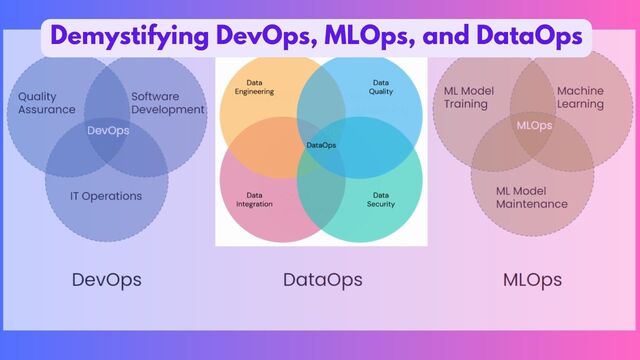 Demystifying DevOps, MLOps, and DataOps
Quality
Assurance
Software
Development
DevOps
IT Operations
DevOps
Data
Engineering
Data
Quality
DataOps
Data
Integration
Data
Security
DataOps
ML Model
Training
Machine
Learning
MLOps
ML Model
Maintenance
MLOps